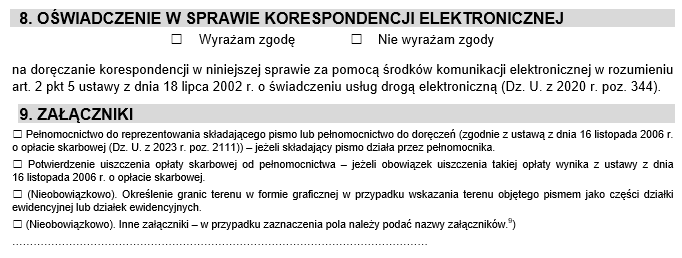 8. OŚWIADCZENIE W SPRAWIE KORESPONDENCJI ELEKTRONICZNEJ
☐ Wyrażam zgodę ☐ Nie wyrażam zgody
na doręczanie korespondencji w niniejszej sprawie za pomocą środków komunikacji elektronicznej w rozumieniu
art. 2 pkt 5 ustawy z dnia 18 lipca 2002 r. o świadczeniu usług drogą elektroniczną (Dz. U. z 2020 r. poz. 344).
9. ZAŁĄCZNIKI
☐ Pełnomocnictwo do reprezentowania składającego pismo lub pełnomocnictwo do doręczeń (zgodnie z ustawą z dnia 16 listopada 2006 r.
o opłacie skarbowej (Dz. U. z 2023 r. poz. 2111)) – jeżeli składający pismo działa przez pełnomocnika.
☐ Potwierdzenie uiszczenia opłaty skarbowej od pełnomocnictwa – jeżeli obowiązek uiszczenia takiej opłaty wynika z ustawy z dnia
16 listopada 2006 r. o opłacie skarbowej.
☐ (Nieobowiązkowo). Określenie granic terenu w formie graficznej w przypadku wskazania terenu objętego pismem jako części działki
ewidencyjnej lub działek ewidencyjnych.
☐ (Nieobowiązkowo). Inne załączniki – w przypadku zaznaczenia pola należy podać nazwy załączników.⁹)
.......................................................................................................................